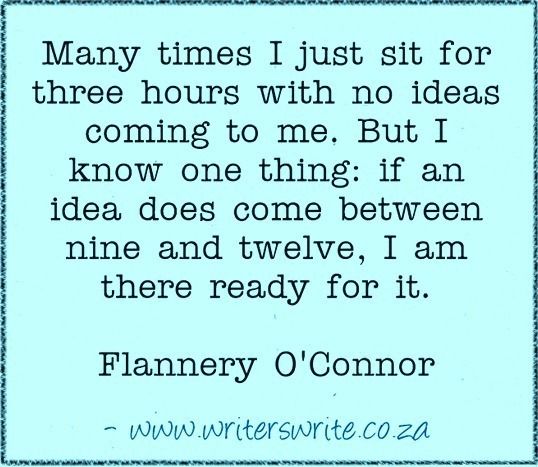 Many times I just sit for
three hours with no ideas
coming to me. But I
know one thing: if an
idea does come between
nine and twelve, I am
there ready for it.
Flannery O'Connor
- www.writerswrite.co.za